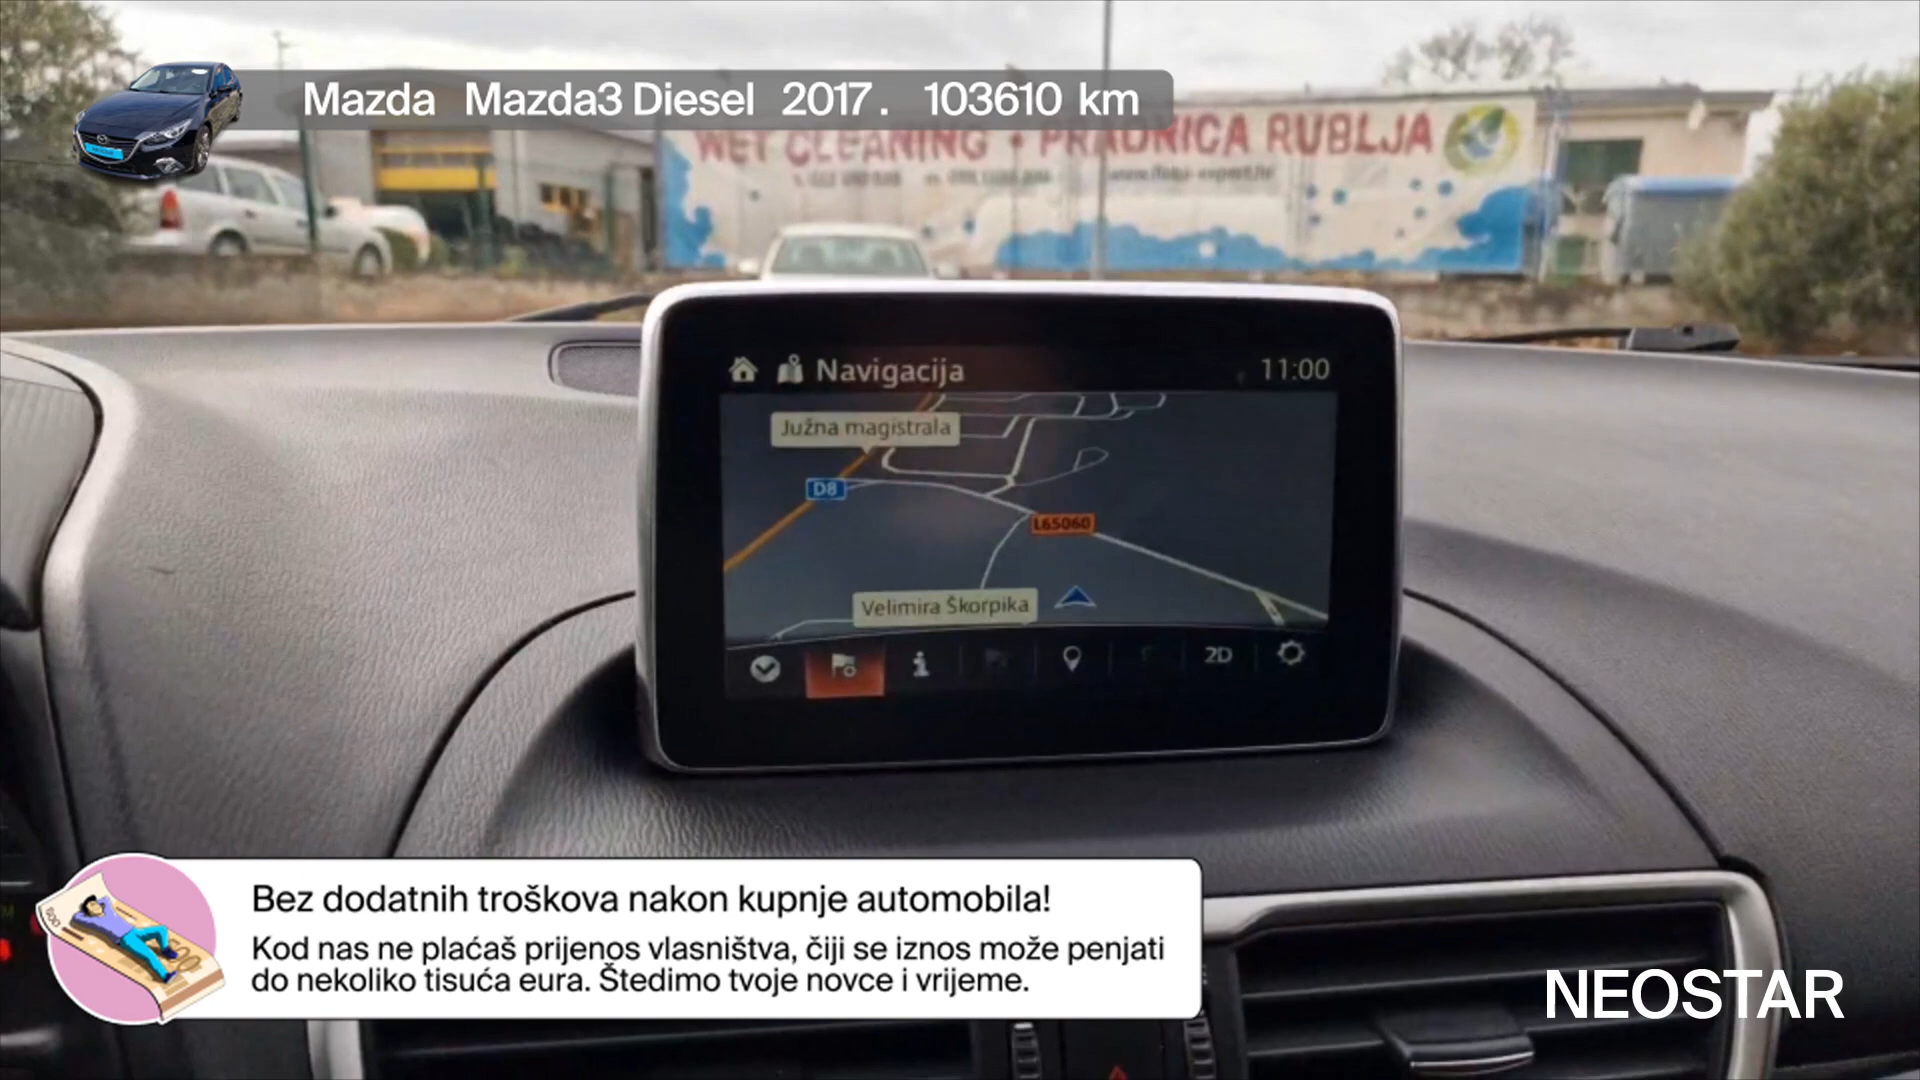 Mazda Mazda3 Diesel 2017. 103610 km
WET CLEANING • PRAONICA RUBLJA
Navigacija 11:00
Južna magistrala
D8
L65060
Velimira Škorpika
2D
Bez dodatnih troškova nakon kupnje automobila!
Kod nas ne plaćaš prijenos vlasništva, čiji se iznos može penjati
do nekoliko tisuća eura. Štedimo tvoje novce i vrijeme.
500
NEOSTAR